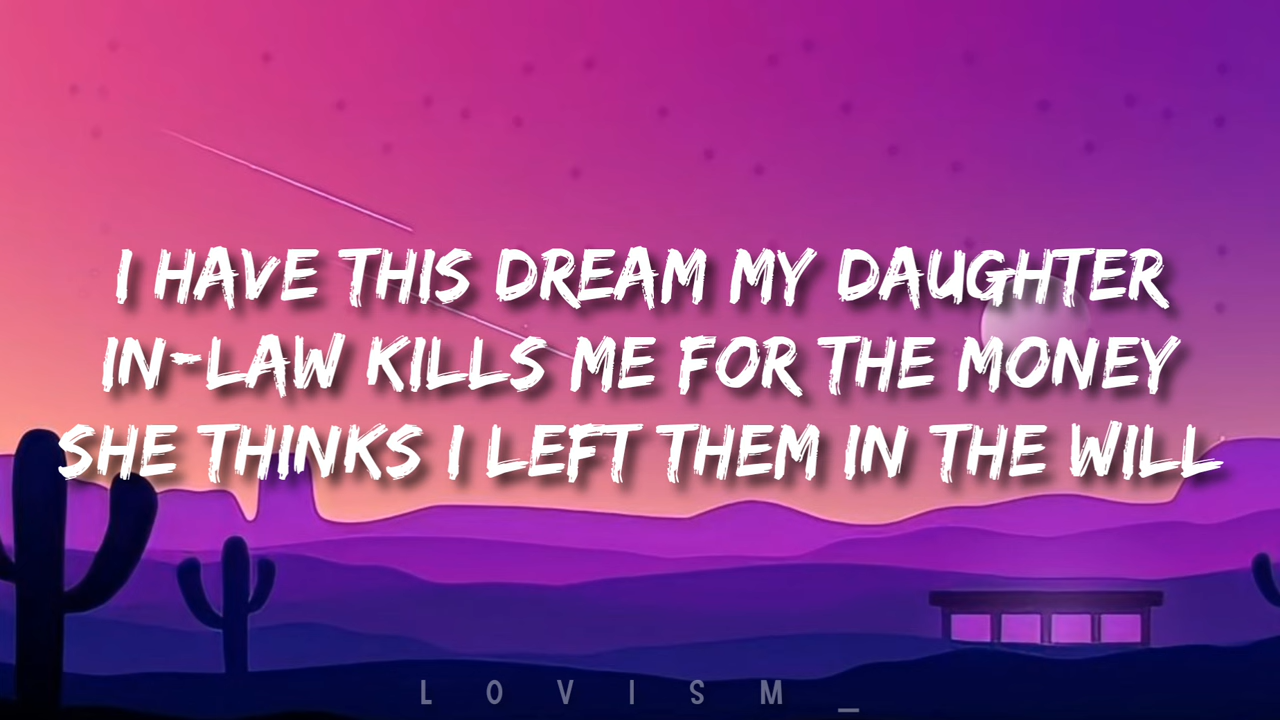 I HAVE THIS DREAM MY DAUGHTER
IN-LAW KILLS ME FOR THE MONEY
SHE THINKS I LEFT THEM IN THE WILL
LOVISM_